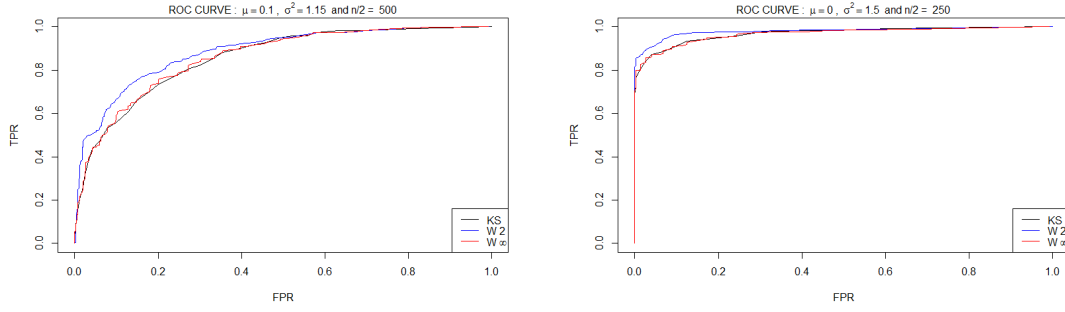 ROC CURVE : μ = 0.1 , σ² = 1.15 and n/2 = 500
TPR
1.0
0.8
0.6
0.4
0.2
0.0
0.0 0.2 0.4 0.6 0.8 1.0
FPR
KS
W 2
W ∞
ROC CURVE : μ = 0 , σ² = 1.5 and n/2 = 250
TPR
1.0
0.8
0.6
0.4
0.2
0.0
0.0 0.2 0.4 0.6 0.8 1.0
FPR
KS
W 2
W ∞